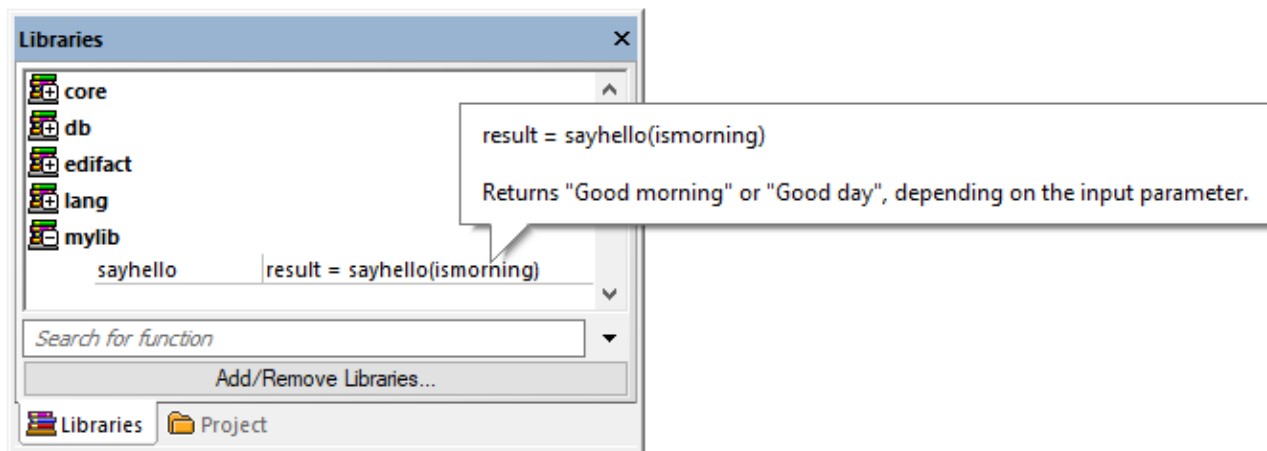 Libraries
core
db
edifact
lang
mylib
sayhello result = sayhello(ismorning)
result = sayhello(ismorning)
Returns "Good morning" or "Good day", depending on the input parameter.
Search for function
Add/Remove Libraries...
Libraries Project